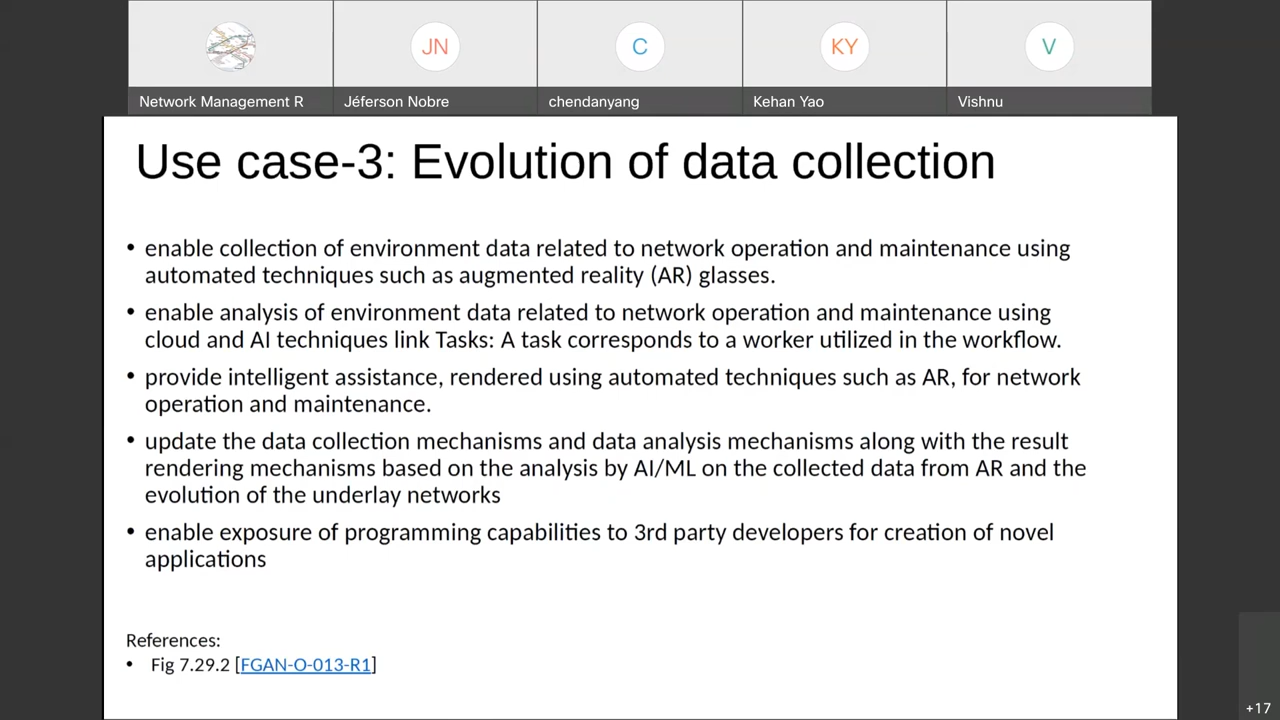 JN
C
KY
V
Network Management R
Jéferson Nobre
chendanyang
Kehan Yao
Vishnu
Use case-3: Evolution of data collection
• enable collection of environment data related to network operation and maintenance using
automated techniques such as augmented reality (AR) glasses.
• enable analysis of environment data related to network operation and maintenance using
cloud and AI techniques link Tasks: A task corresponds to a worker utilized in the workflow.
• provide intelligent assistance, rendered using automated techniques such as AR, for network
operation and maintenance.
• update the data collection mechanisms and data analysis mechanisms along with the result
rendering mechanisms based on the analysis by AI/ML on the collected data from AR and the
evolution of the underlay networks
• enable exposure of programming capabilities to 3rd party developers for creation of novel
applications
References:
• Fig 7.29.2 [FGAN-O-013-R1]
+17